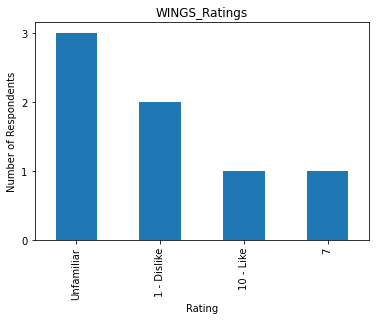 WINGS_Ratings
Number of Respondents
3
2
1
0
Unfamiliar
1 - Dislike
10 - Like
7
Rating